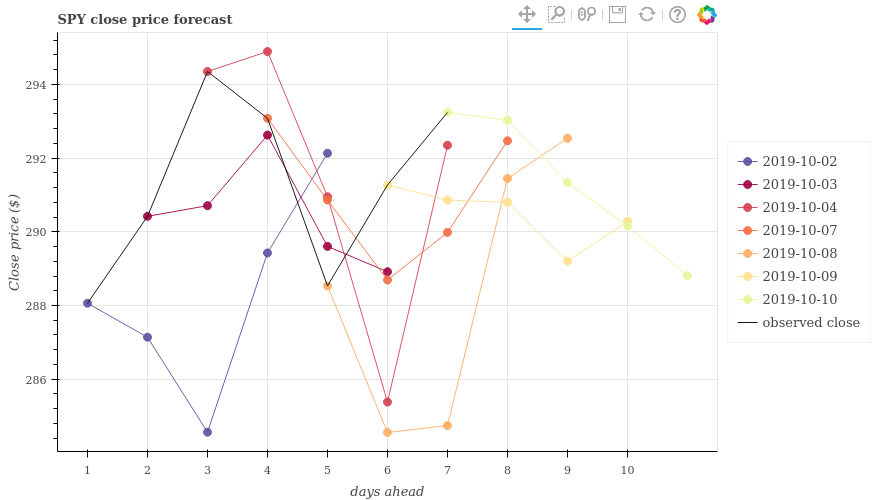 SPY close price forecast
294
292
290
288
286
Close price ($)
1 2 3 4 5 6 7 8 9 10
days ahead
2019-10-02
2019-10-03
2019-10-04
2019-10-07
2019-10-08
2019-10-09
2019-10-10
observed close